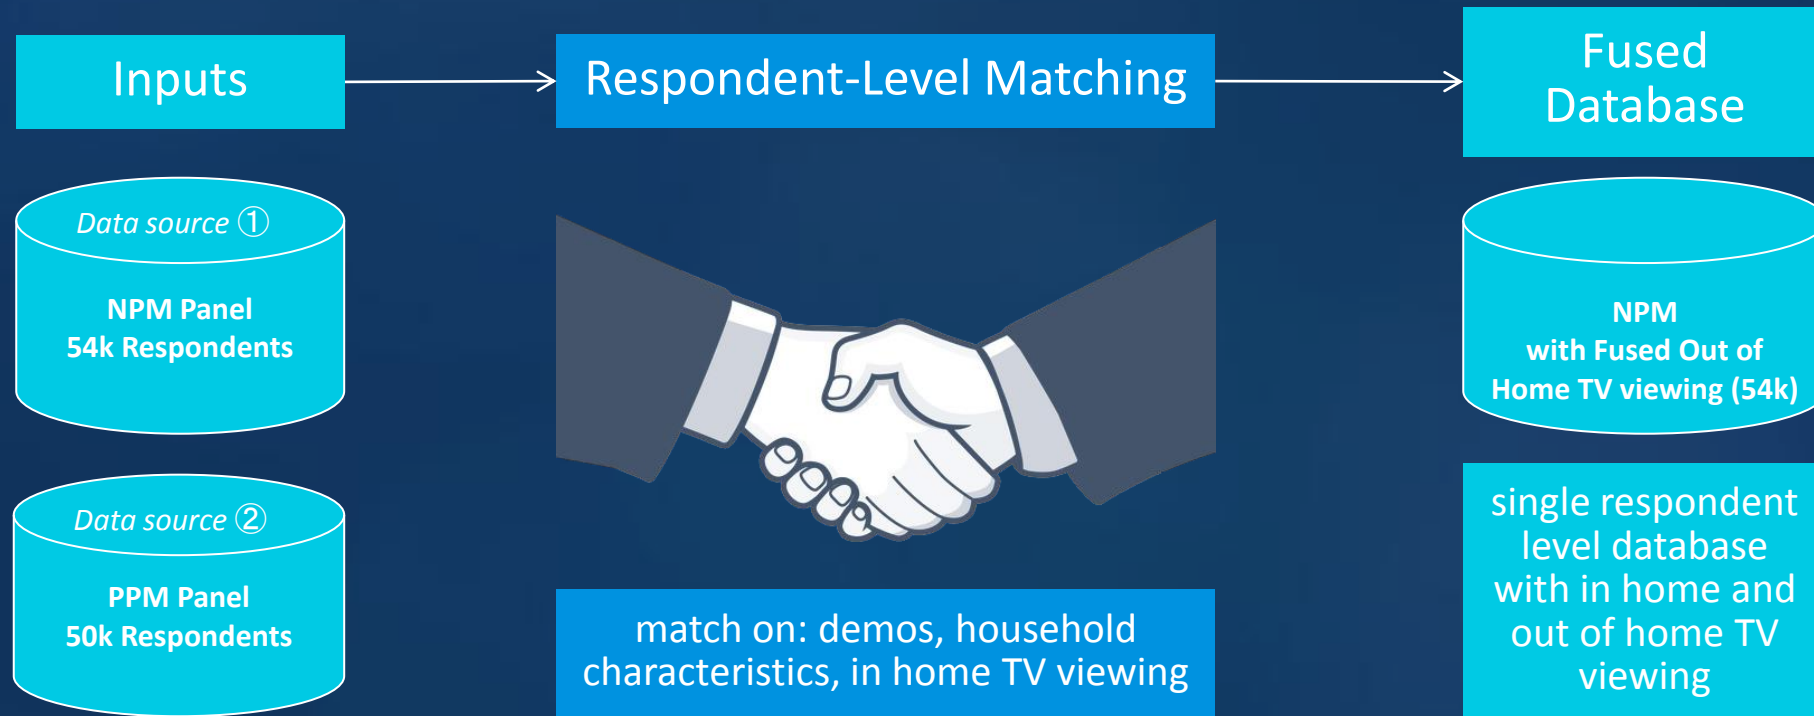 Inputs
Respondent-Level Matching
Fused
Database
Data source ①
NPM Panel
54k Respondents
Data source ②
PPM Panel
50k Respondents
match on: demos, household
characteristics, in home TV viewing
NPM
with Fused Out of
Home TV viewing (54k)
single respondent
level database
with in home and
out of home TV
viewing